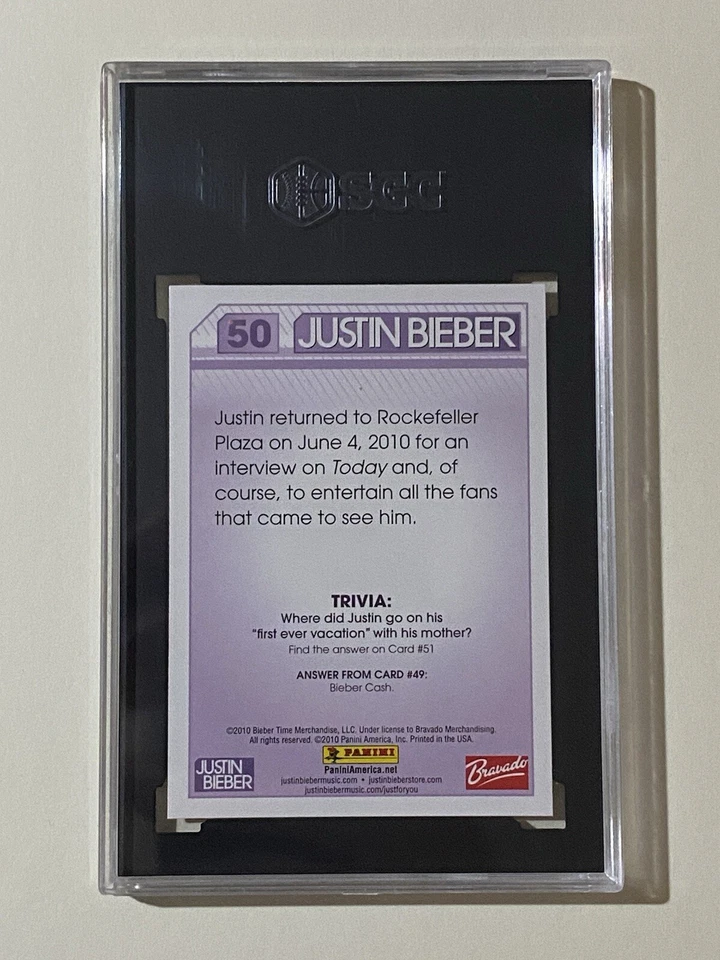 SGC
50 JUSTIN BIEBER
Justin returned to Rockefeller
Plaza on June 4, 2010 for an
interview on Today and, of
course, to entertain all the fans
that came to see him.
TRIVIA:
Where did Justin go on his
"first ever vacation" with his mother?
Find the answer on Card #51
ANSWER FROM CARD #49:
Bieber Cash.
©2010 Bieber Time Merchandise, LLC. Under license to Bravado Merchandising.
All rights reserved. ©2010 Panini America, Inc. Printed in the USA.
PANINI
PaniniAmerica.net
justinbiebermusic.com • justinbieberstore.com
justinbiebermusic.com/justforyou
JUSTIN
BIEBER
Bravado